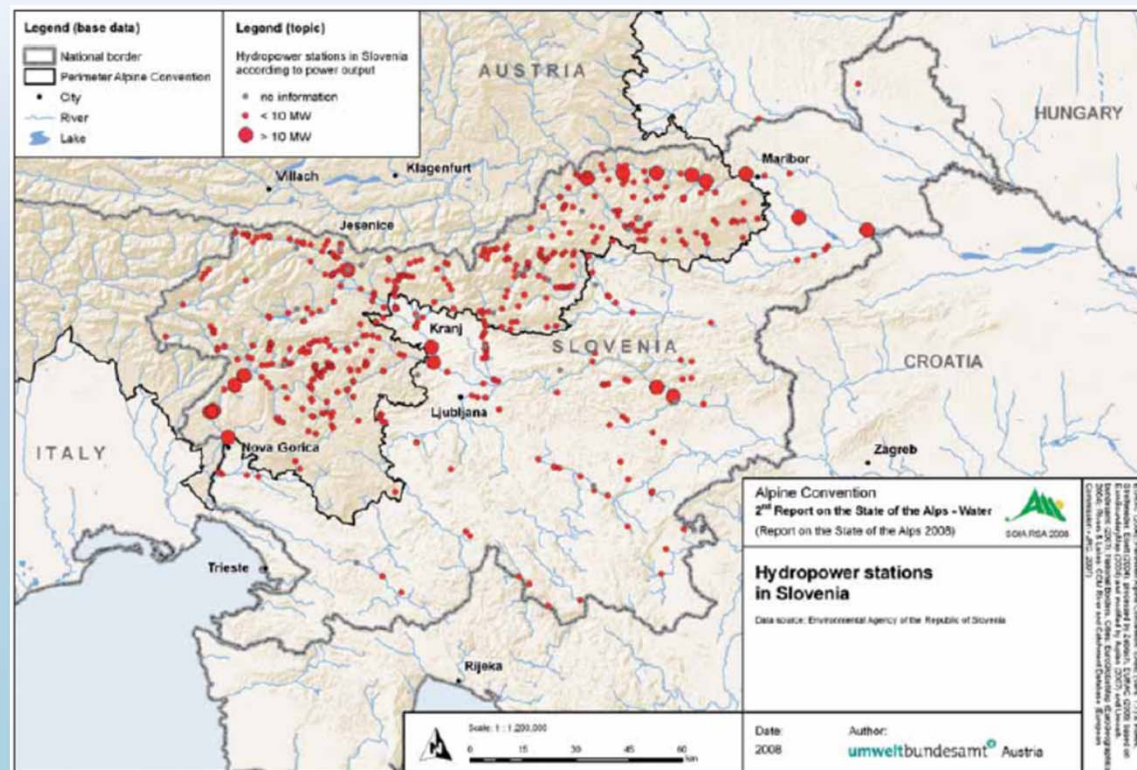 Legend (base data)
National border
Perimeter Alpine Convention
City
River
Lake
Legend (topic)
Hydropower stations in Slovenia
according to power output
no information
< 10 MW
> 10 MW
AUSTRIA
HUNGARY
Villach
Klagenfurt
Maribor
Jesenice
Kranj
SLOVENIA
CROATIA
Ljubljana
ITALY
Nova Gorica
Zagreb
Trieste
Rijeka
Alpine Convention
2nd Report on the State of the Alps - Water
(Report on the State of the Alps 2008)
SOIA RSA 2008
Hydropower stations
in Slovenia
Data source: Environmental Agency of the Republic of Slovenia
Scale: 1 : 1.200,000
0 15 30 45 60
km
Date:
2008
Author:
umweltbundesamt Austria